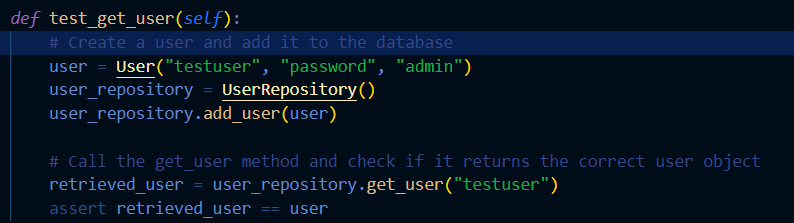 def test_get_user(self):
    # Create a user and add it to the database
    user = User("testuser", "password", "admin")
    user_repository = UserRepository()
    user_repository.add_user(user)

    # Call the get_user method and check if it returns the correct user object
    retrieved_user = user_repository.get_user("testuser")
    assert retrieved_user == user